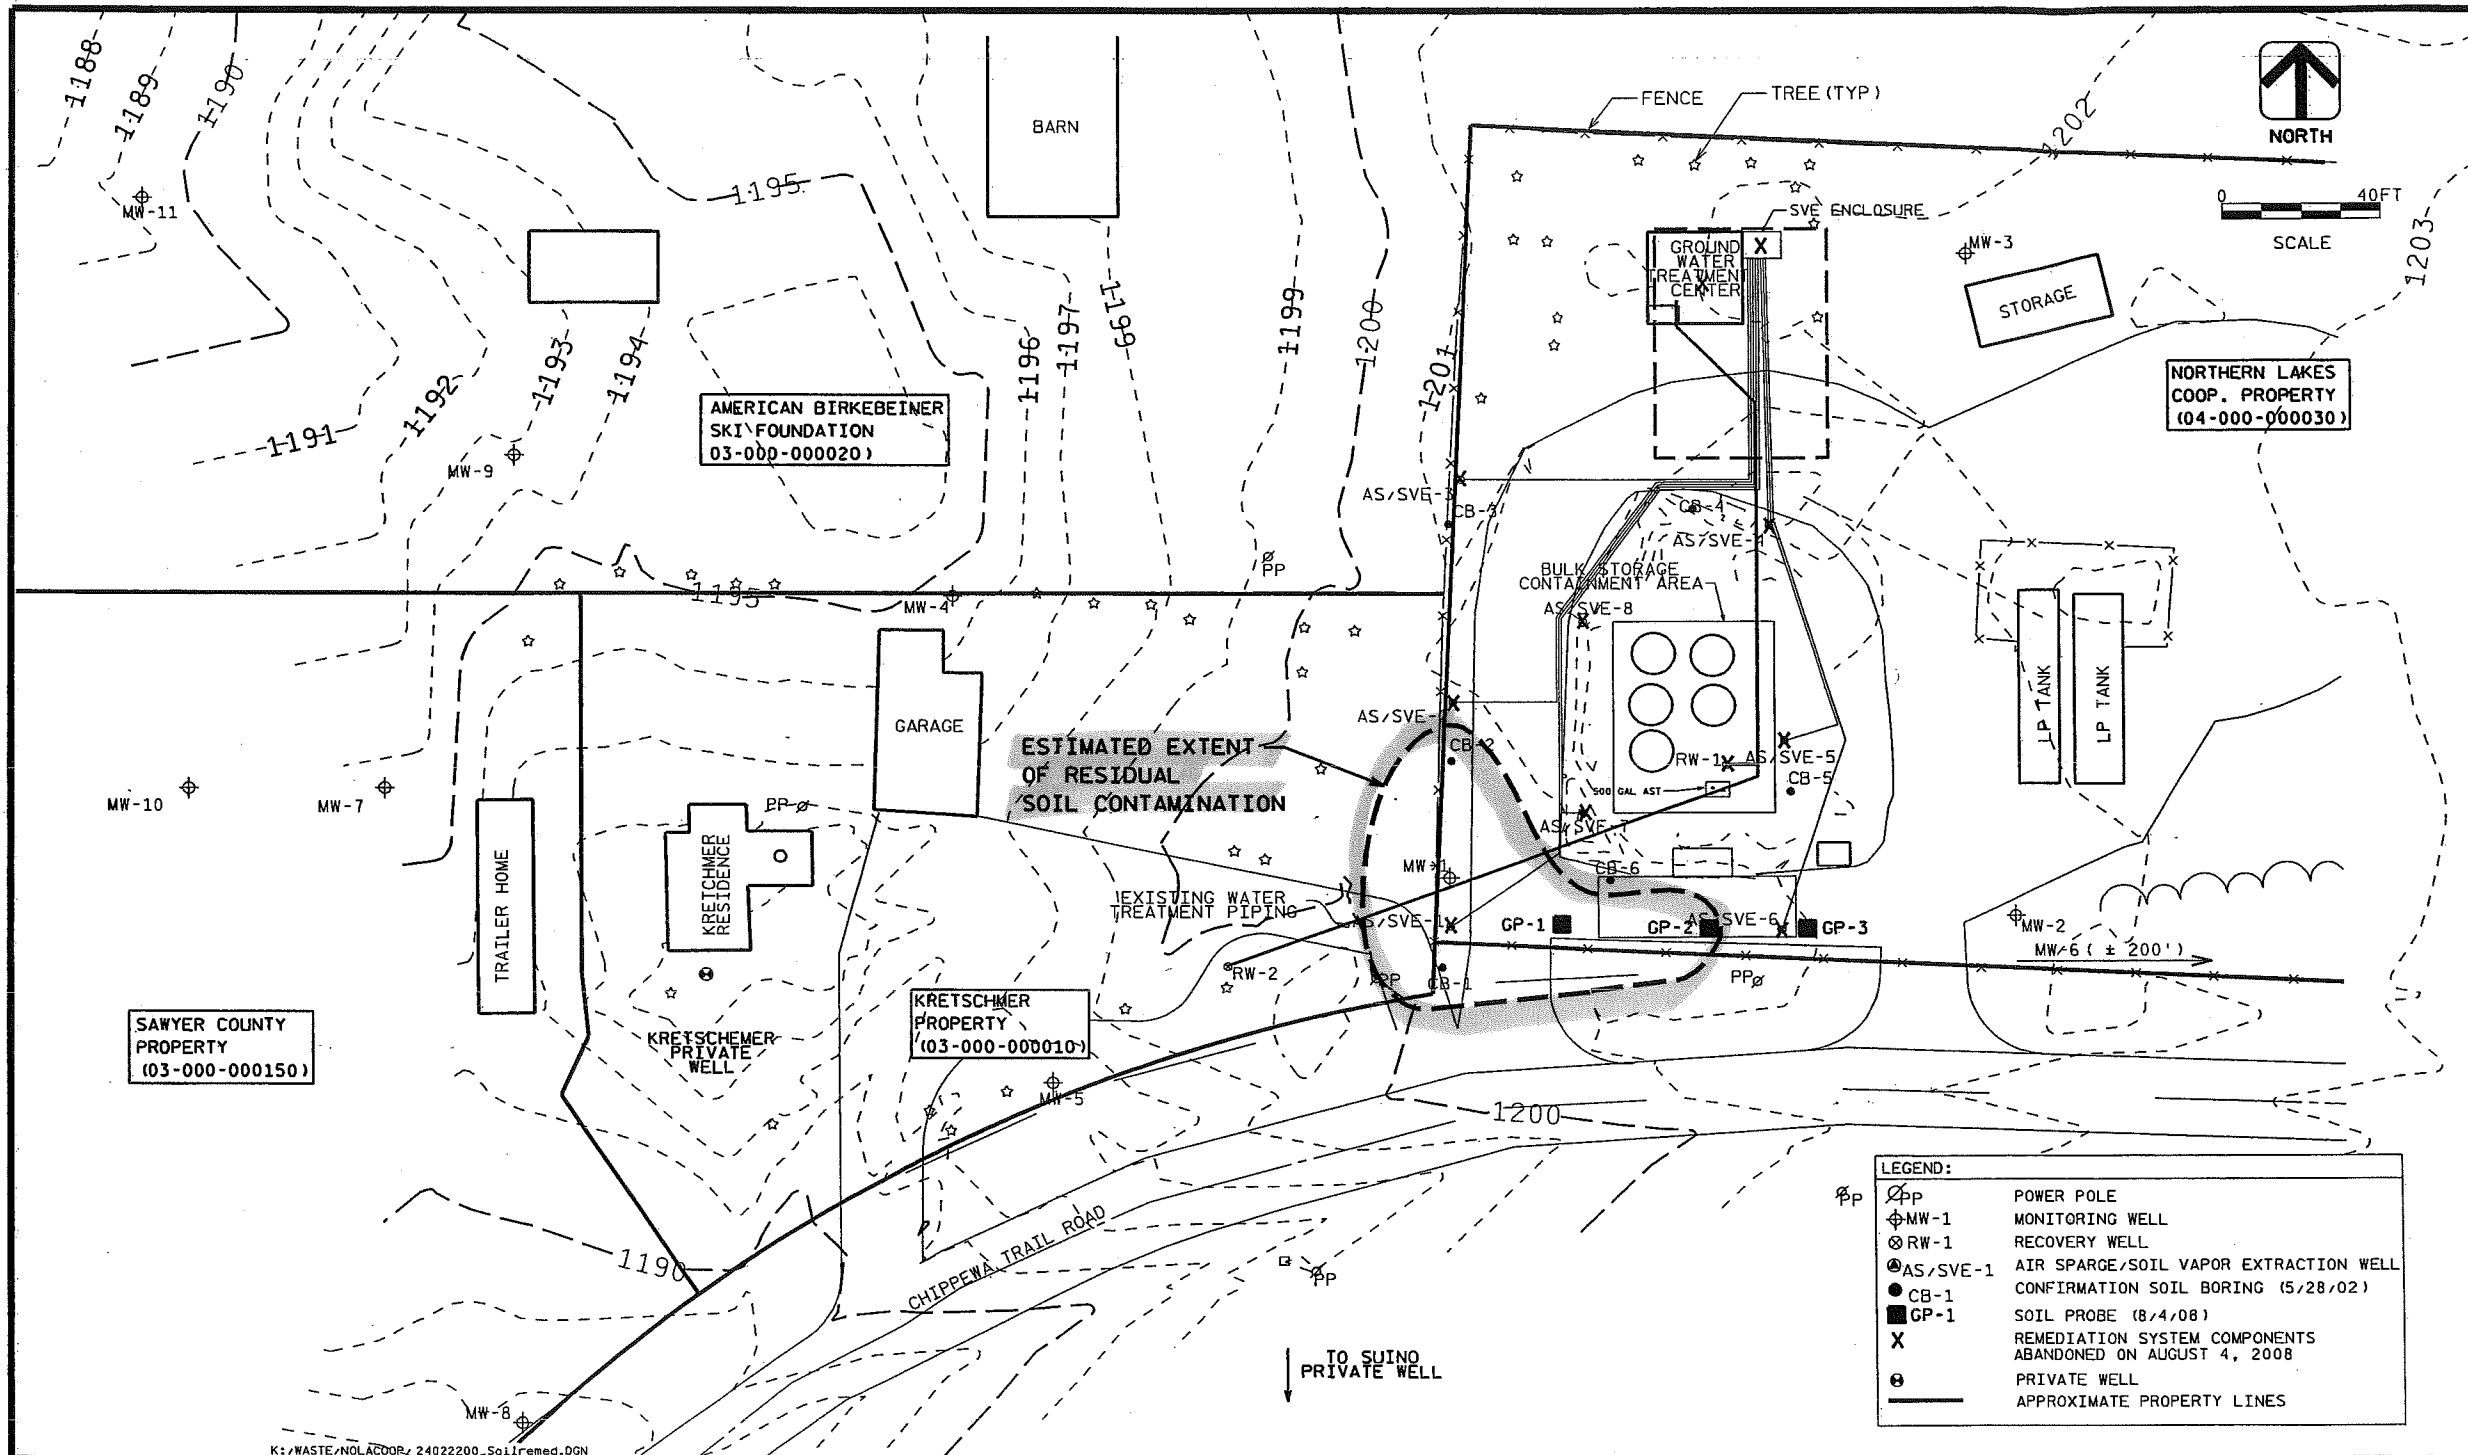 1188
1189
1190
BARN
FENCE
TREE (TYP)
1202
NORTH
0 40FT
SCALE
MW-11
1195
SVE ENCLOSURE
GROUND
WATER
TREATMENT
CENTER
MW-3
STORAGE
1203
1193
1194
1192
1191
1196
1197
1199
1199
1200
1201
AMERICAN BIRKEBEINER
SKI FOUNDATION
03-000-000020)
NORTHERN LAKES
COOP. PROPERTY
(04-000-000030)
MW-9
AS/SVE-3
CB-3
CB-4
AS/SVE-4
PP
BULK STORAGE
CONTAINMENT AREA
AS/SVE-8
1195
MW-4
GARAGE
LP TANK
LP TANK
AS/SVE-
CB-2
ESTIMATED EXTENT
OF RESIDUAL
SOIL CONTAMINATION
RW-1
AS/SVE-5
CB-5
500 GAL AST
MW-10
MW-7
PP
AS/SVE-7
TRAILER HOME
KRETCHMER
RESIDENCE
MW-1
CB-6
EXISTING WATER
TREATMENT PIPING
AS/SVE-1
GP-1
GP-2
AS/SVE-6
GP-3
MW-2
MW-6 ( ± 200')
RW-2
PP
CB-1
PP
SAWYER COUNTY
PROPERTY
(03-000-000150)
KRETSCHEMER
PRIVATE
WELL
KRETSCHMER
PROPERTY
(03-000-000010)
MW-5
1200
1190
CHIPPEWA TRAIL ROAD
PP
TO SUINO
PRIVATE WELL
MW-8
PP
LEGEND:
PP POWER POLE
MW-1 MONITORING WELL
RW-1 RECOVERY WELL
AS/SVE-1 AIR SPARGE/SOIL VAPOR EXTRACTION WELL
CB-1 CONFIRMATION SOIL BORING (5/28/02)
GP-1 SOIL PROBE (8/4/08)
X REMEDIATION SYSTEM COMPONENTS
ABANDONED ON AUGUST 4, 2008
PRIVATE WELL
APPROXIMATE PROPERTY LINES
K:/WASTE/NOLACOOP/24022200_Soilremed.DGN